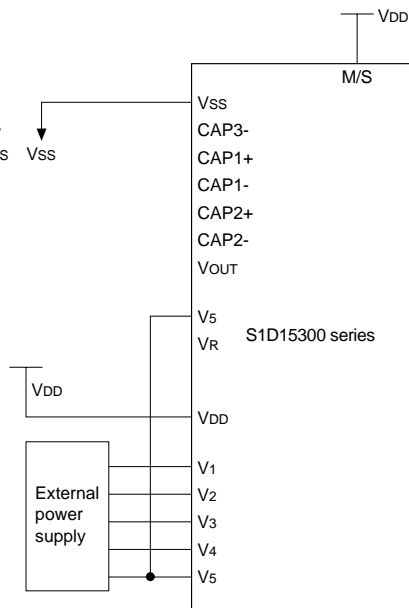 VDD
M/S
VSS
CAP3-
S VSS
CAP1+
CAP1-
CAP2+
CAP2-
VOUT
V5
S1D15300 series
VR
VDD
VDD
V1
External
power
supply
V2
V3
V4
V5